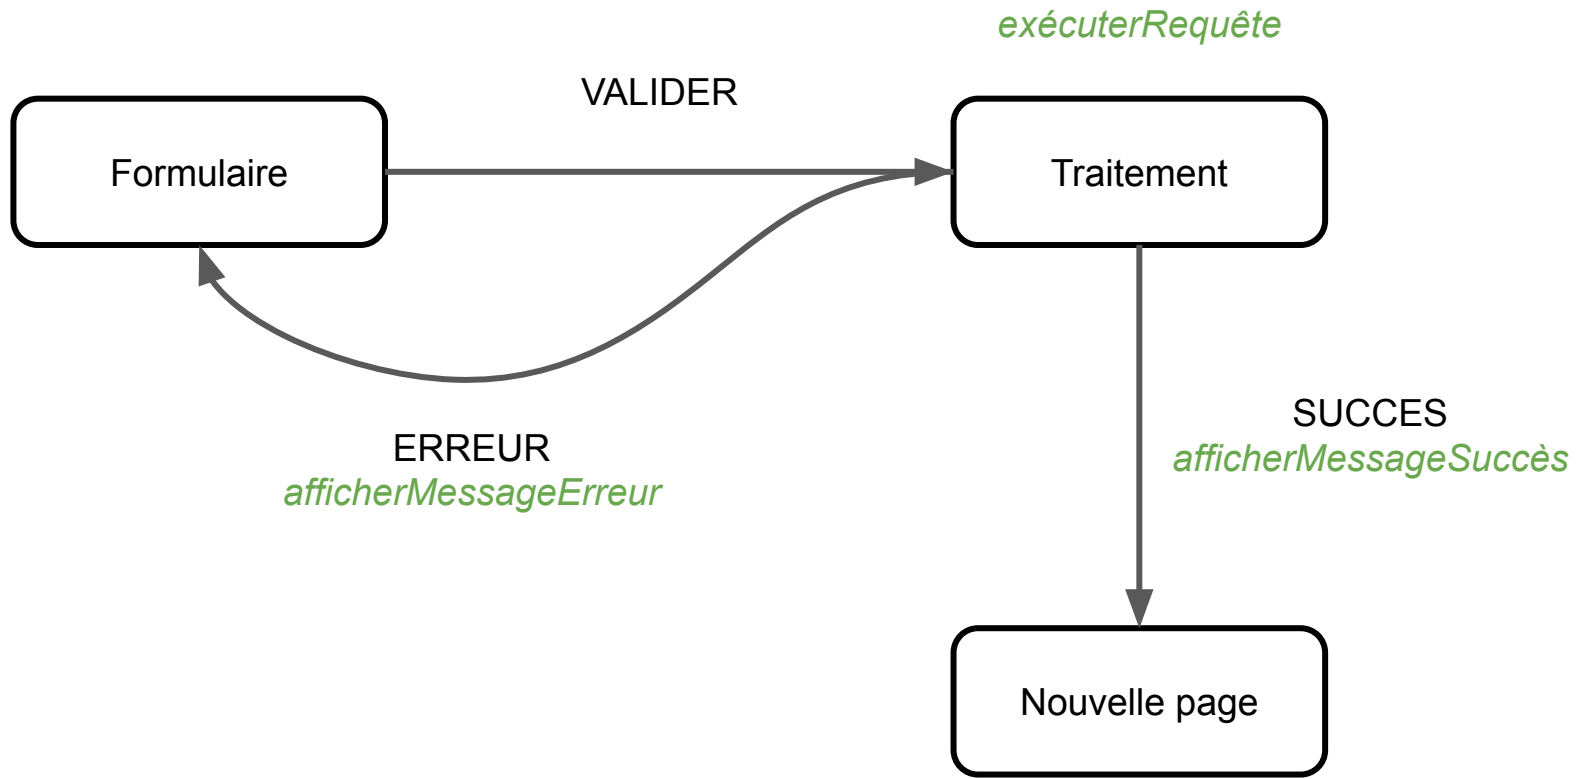 exécuterRequête
VALIDER
Formulaire
Traitement
SUCCES
afficherMessageSuccès
ERREUR
afficherMessageErreur
Nouvelle page